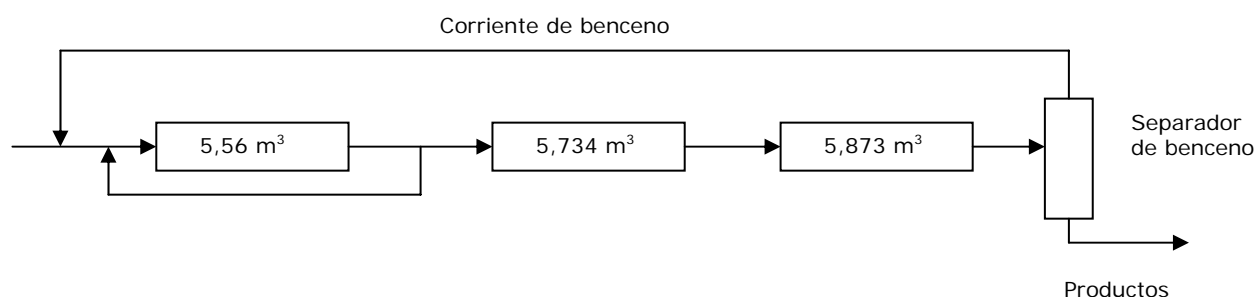 Corriente de benceno
5,56 m³
5,734 m³
5,873 m³
Separador
de benceno
Productos